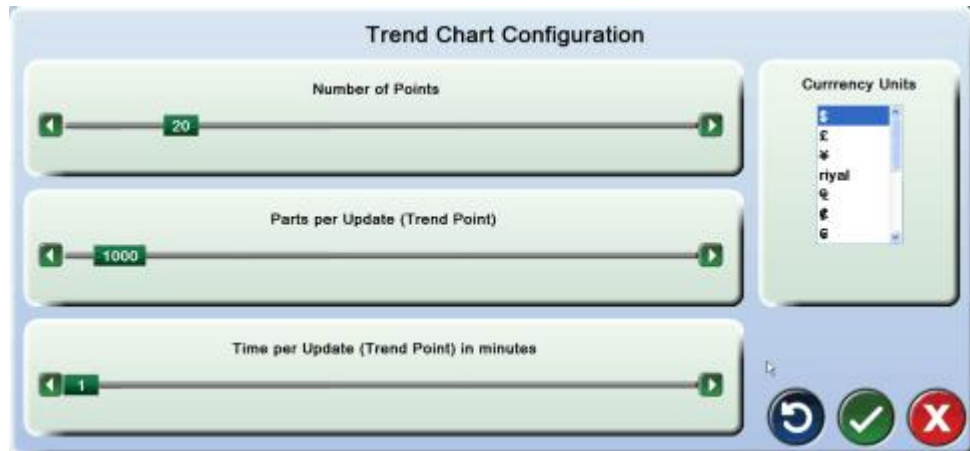 Trend Chart Configuration
Number of Points
20
Parts per Update (Trend Point)
1000
Time per Update (Trend Point) in minutes
1
Currrency Units
$
£
¥
riyal